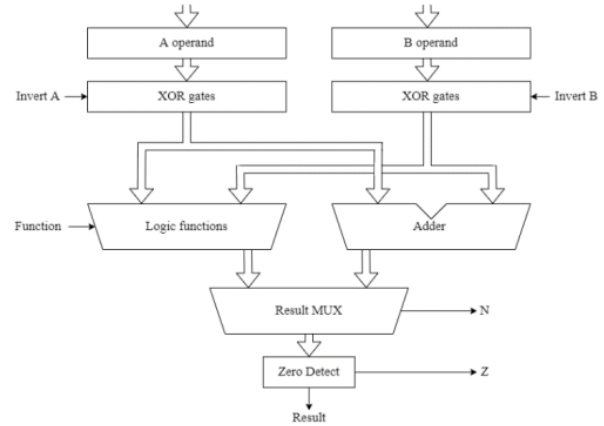 A operand
B operand
Invert A
XOR gates
XOR gates
Invert B
Function
Logic functions
Adder
Result MUX
N
Zero Detect
Z
Result